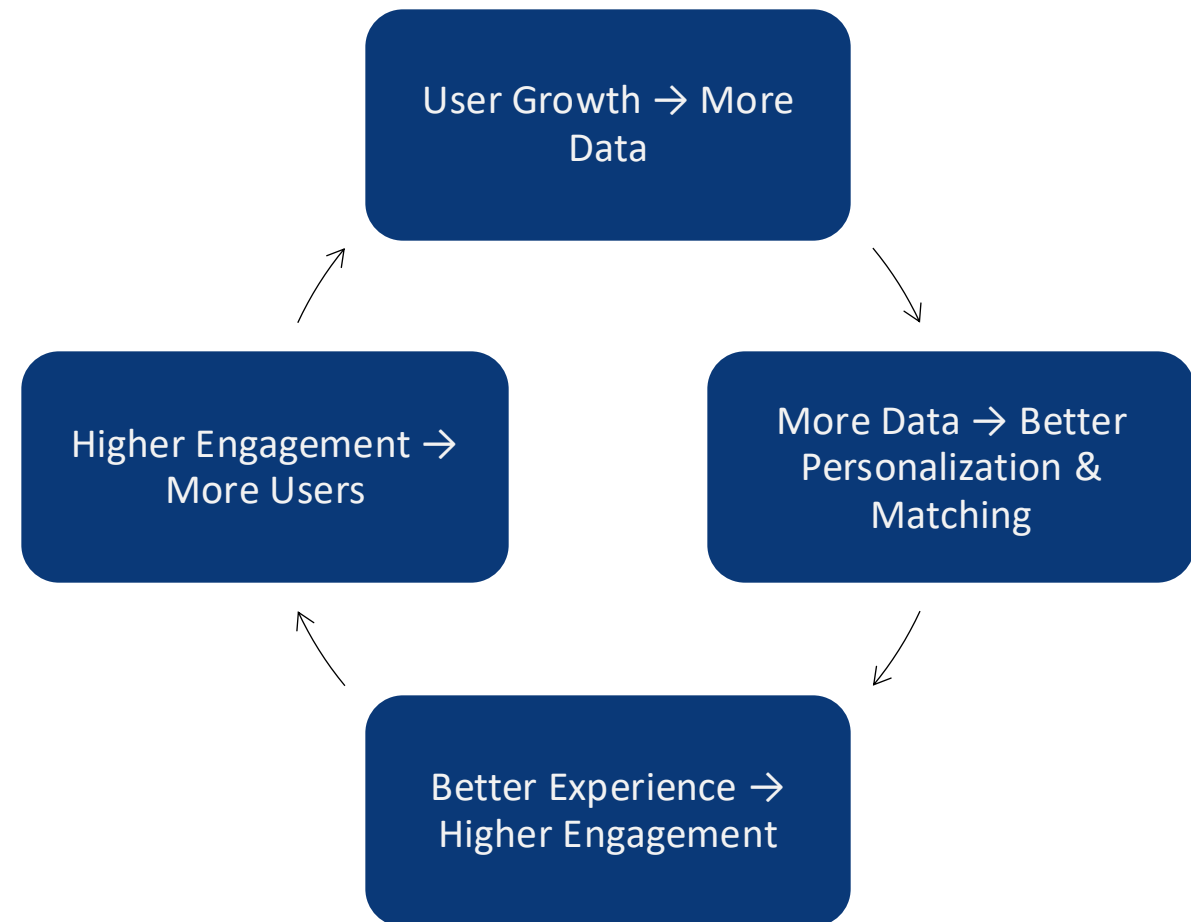 User Growth → More
Data
Higher Engagement →
More Users
More Data → Better
Personalization &
Matching
Better Experience →
Higher Engagement